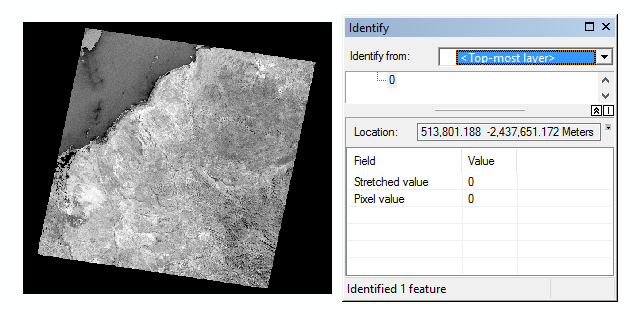 Identify
Identify from: <Top-most layer>
0
Location: 513,801.188 -2,437,651.172 Meters
Field Value
Stretched value 0
Pixel value 0
Identified 1 feature